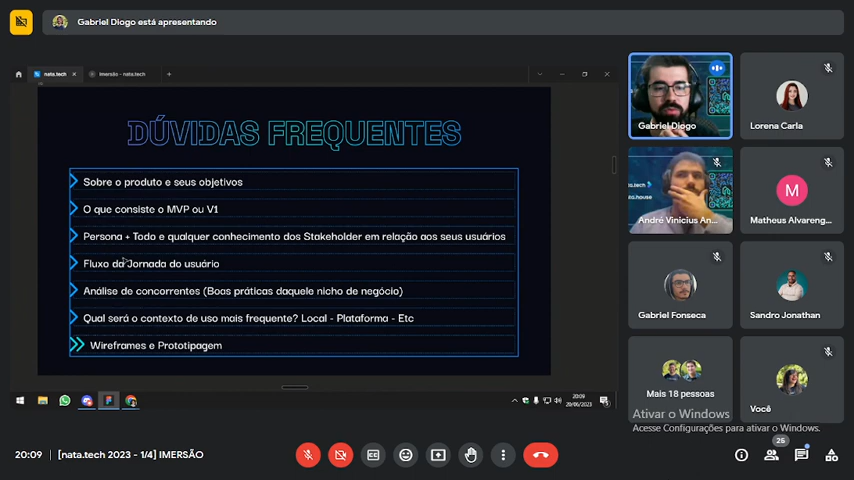 Gabriel Diogo está apresentando
nata.tech
Imersão - nata.tech
DÚVIDAS FREQUENTES
Sobre o produto e seus objetivos
O que consiste o MVP ou V1
Persona + Todo e qualquer conhecimento dos Stakeholder em relação aos seus usuários
Fluxo da Jornada do usuário
Análise de concorrentes (Boas práticas daquele nicho de negócio)
Qual será o contexto de uso mais frequente? Local - Plataforma - Etc
Wireframes e Prototipagem
20:09
20/06/2023
Gabriel Diogo
Lorena Carla
André Vinicius An...
M
Matheus Alvareng...
Gabriel Fonseca
Sandro Jonathan
Mais 18 pessoas
Você
Ativar o Windows
Acesse Configurações para ativar o Windows.
20:09
[nata.tech 2023 - 1/4] IMERSÃO
25